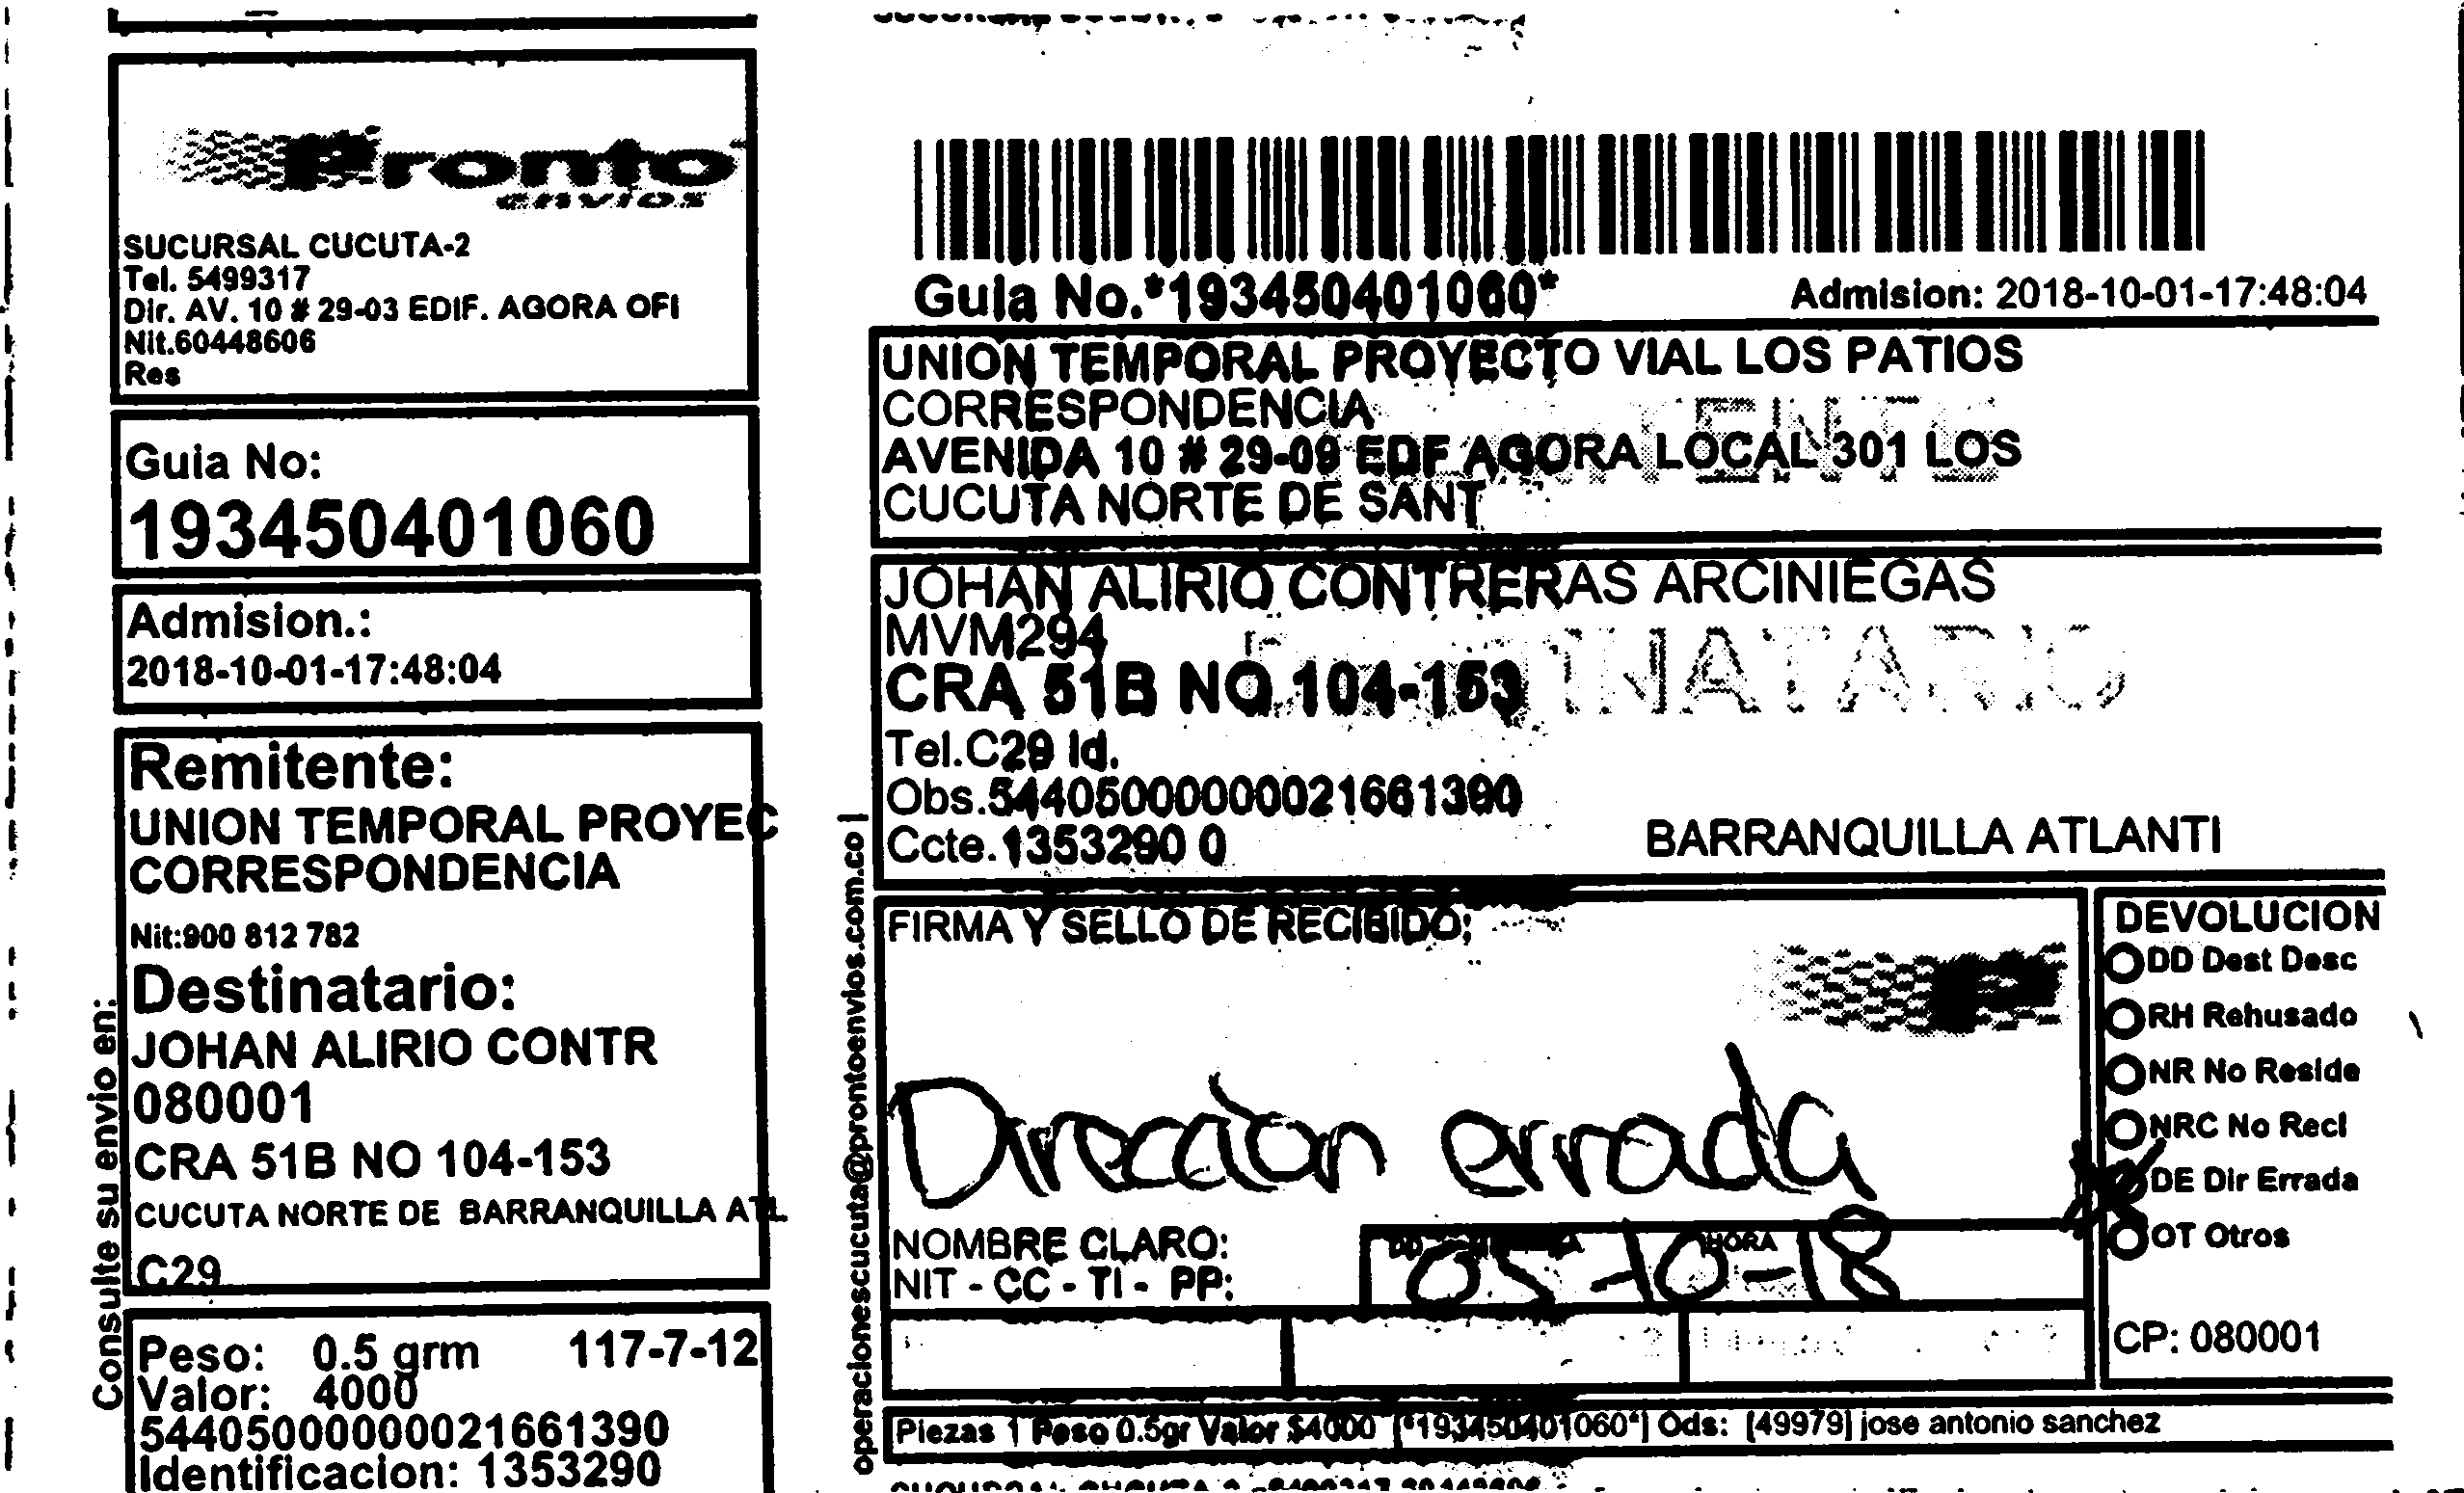 Pronto
envios
SUCURSAL CUCUTA-2
Tel. 5499317
Dir. AV. 10 # 29-03 EDIF. AGORA OFI
Nit.60448606
Res
Guia No:
193450401060
Admision.:
2018-10-01-17:48:04
Remitente:
UNION TEMPORAL PROYEC
CORRESPONDENCIA
Nit:900 812 782
Destinatario:
JOHAN ALIRIO CONTR
080001
CRA 51B NO 104-153
CUCUTA NORTE DE BARRANQUILLA ATL
C29
Peso: 0.5 grm 117-7-12
Valor: 4000
544050000000021661390
Identificacion: 1353290
Consulte su envio en:
operacionescucuta@prontoenvios.com.co |
Guia No.*193450401060*
Admision: 2018-10-01-17:48:04
UNION TEMPORAL PROYECTO VIAL LOS PATIOS
CORRESPONDENCIA
AVENIDA 10 # 29-09 EDF AGORA LOCAL 301 LOS
CUCUTA NORTE DE SANT
JOHAN ALIRIO CONTRERAS ARCINIEGAS
MVM294
DESTINATARIO
CRA 51B NO 104-153
Tel.C29 Id.
Obs.544050000000021661390
Ccte.1353290 0
BARRANQUILLA ATLANTI
FIRMA Y SELLO DE RECIBIDO:
Dirección errada
NOMBRE CLARO:
NIT - CC - TI - PP:
HORA
05-10-18
DEVOLUCION
DD Dest Desc
RH Rehusado
NR No Reside
NRC No Recl
DE Dir Errada
OT Otros
CP: 080001
Piezas 1 Peso 0.5gr Valor $4000 [*193450401060*] Ods: [49979] jose antonio sanchez